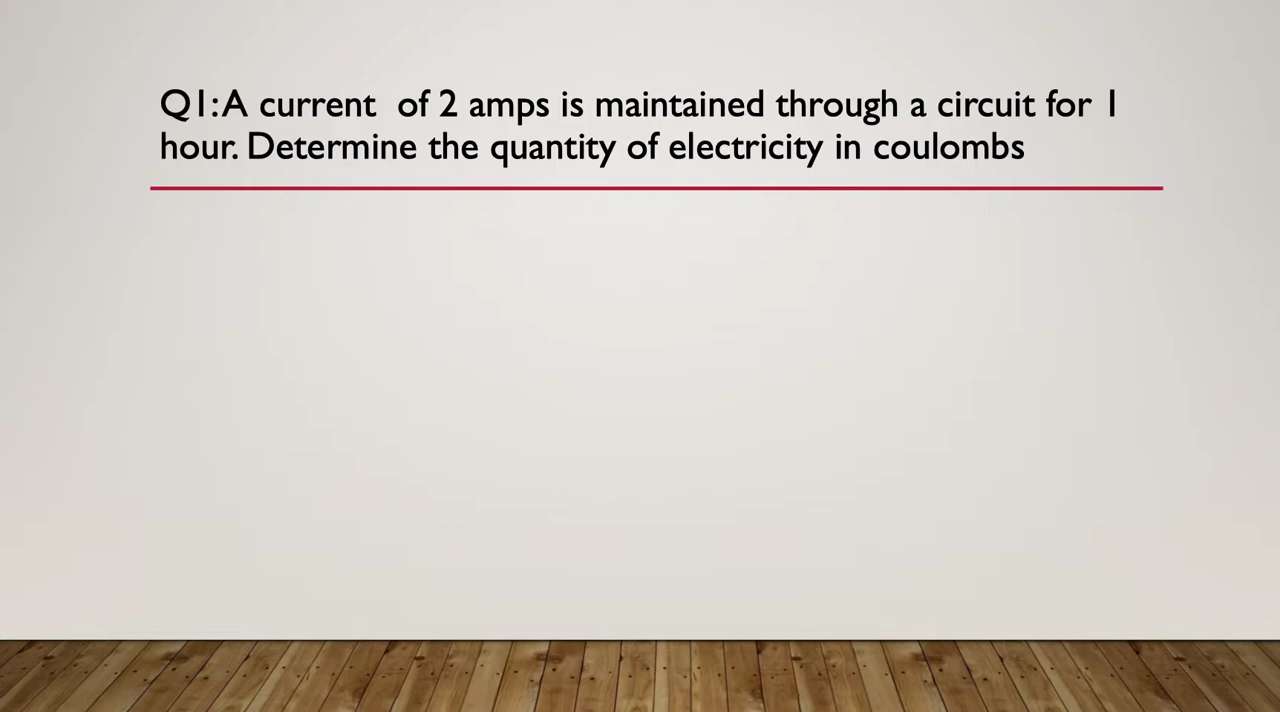 Q1: A current  of 2 amps is maintained through a circuit for 1
hour. Determine the quantity of electricity in coulombs